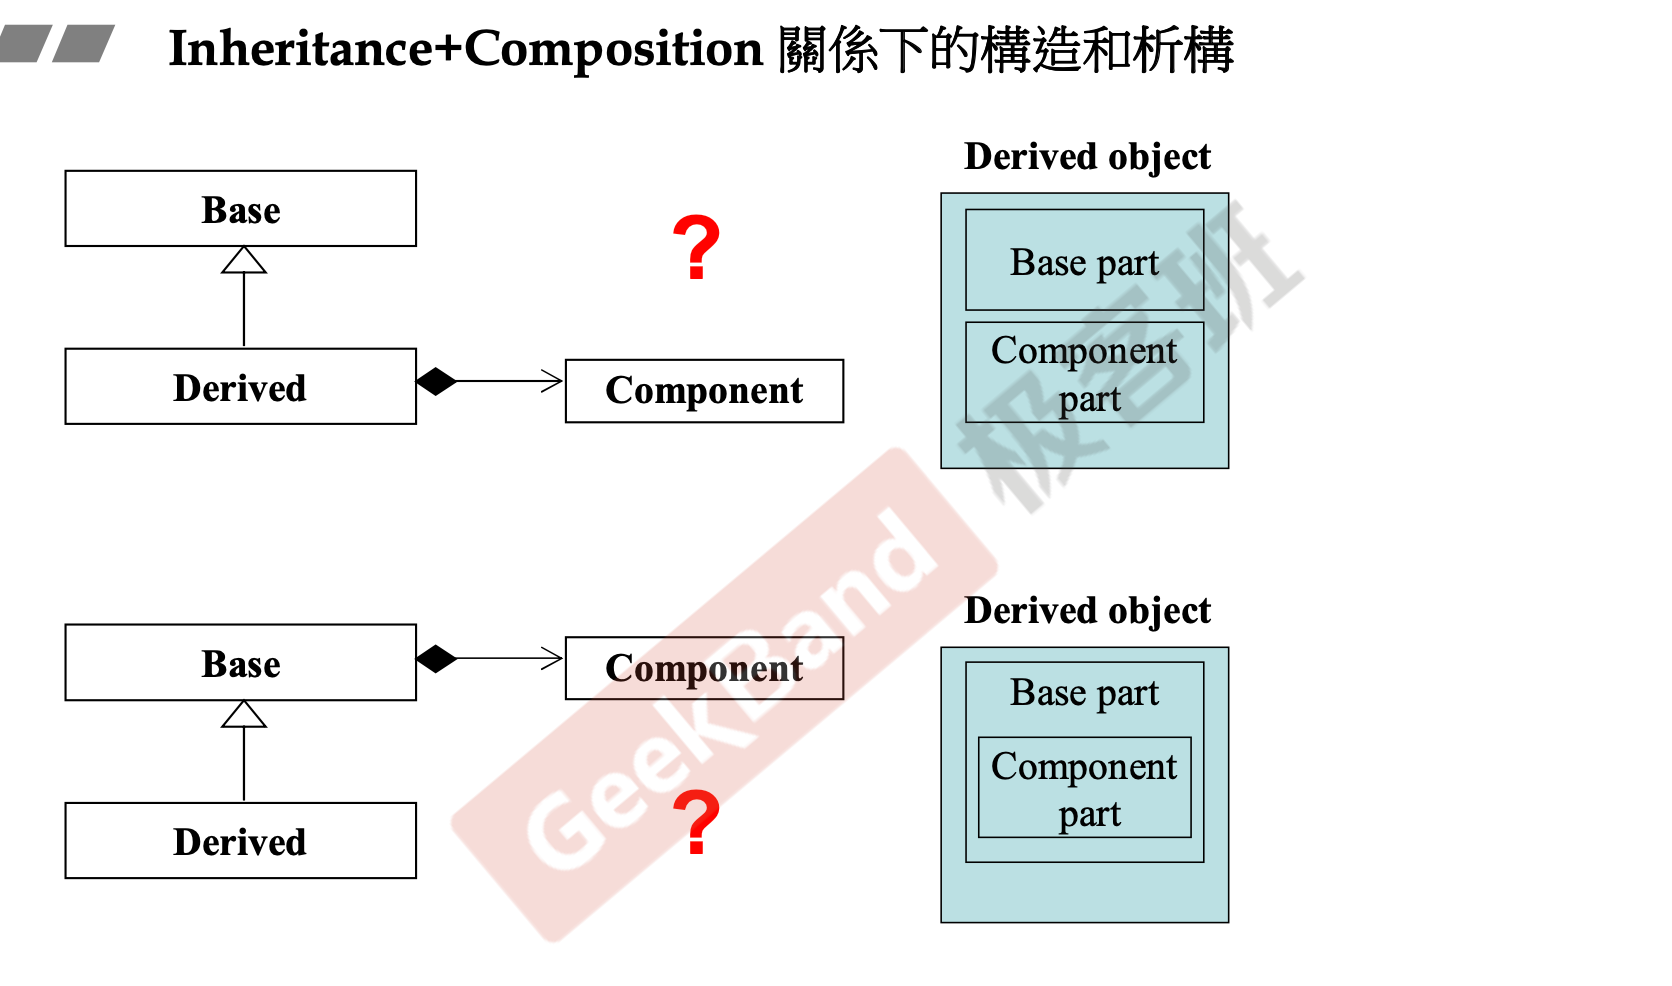 Inheritance+Composition 關係下的構造和析構
Derived object
Base
?
Base part
Component
part
Derived
Component
极客班
GeekBand
Derived object
Base
Component
Base part
Component
part
?
Derived